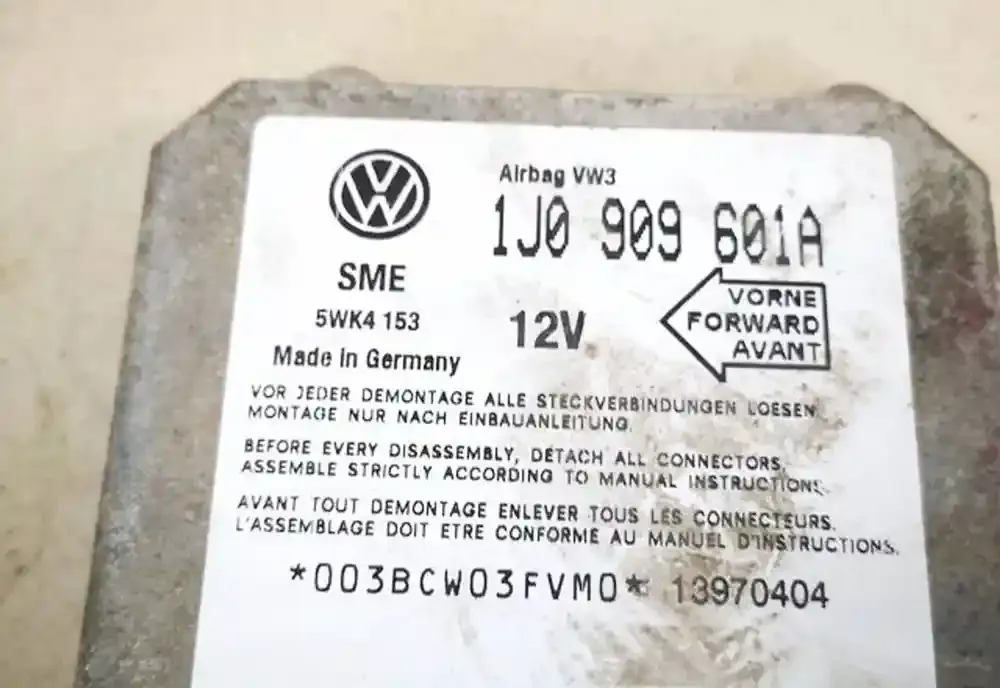 Airbag VW3
1J0 909 601A
SME
5WK4 153
Made in Germany
12V
VORNE
FORWARD
AVANT
VOR JEDER DEMONTAGE ALLE STECKVERBINDUNGEN LOESEN.
MONTAGE NUR NACH EINBAUANLEITUNG.
BEFORE EVERY DISASSEMBLY, DETACH ALL CONNECTORS.
ASSEMBLE STRICTLY ACCORDING TO MANUAL INSTRUCTIONS.
AVANT TOUT DEMONTAGE ENLEVER TOUS LES CONNECTEURS.
L'ASSEMBLAGE DOIT ETRE CONFORME AU MANUEL D'INSTRUCTIONS.
*003BCW03FVM0* 13970404